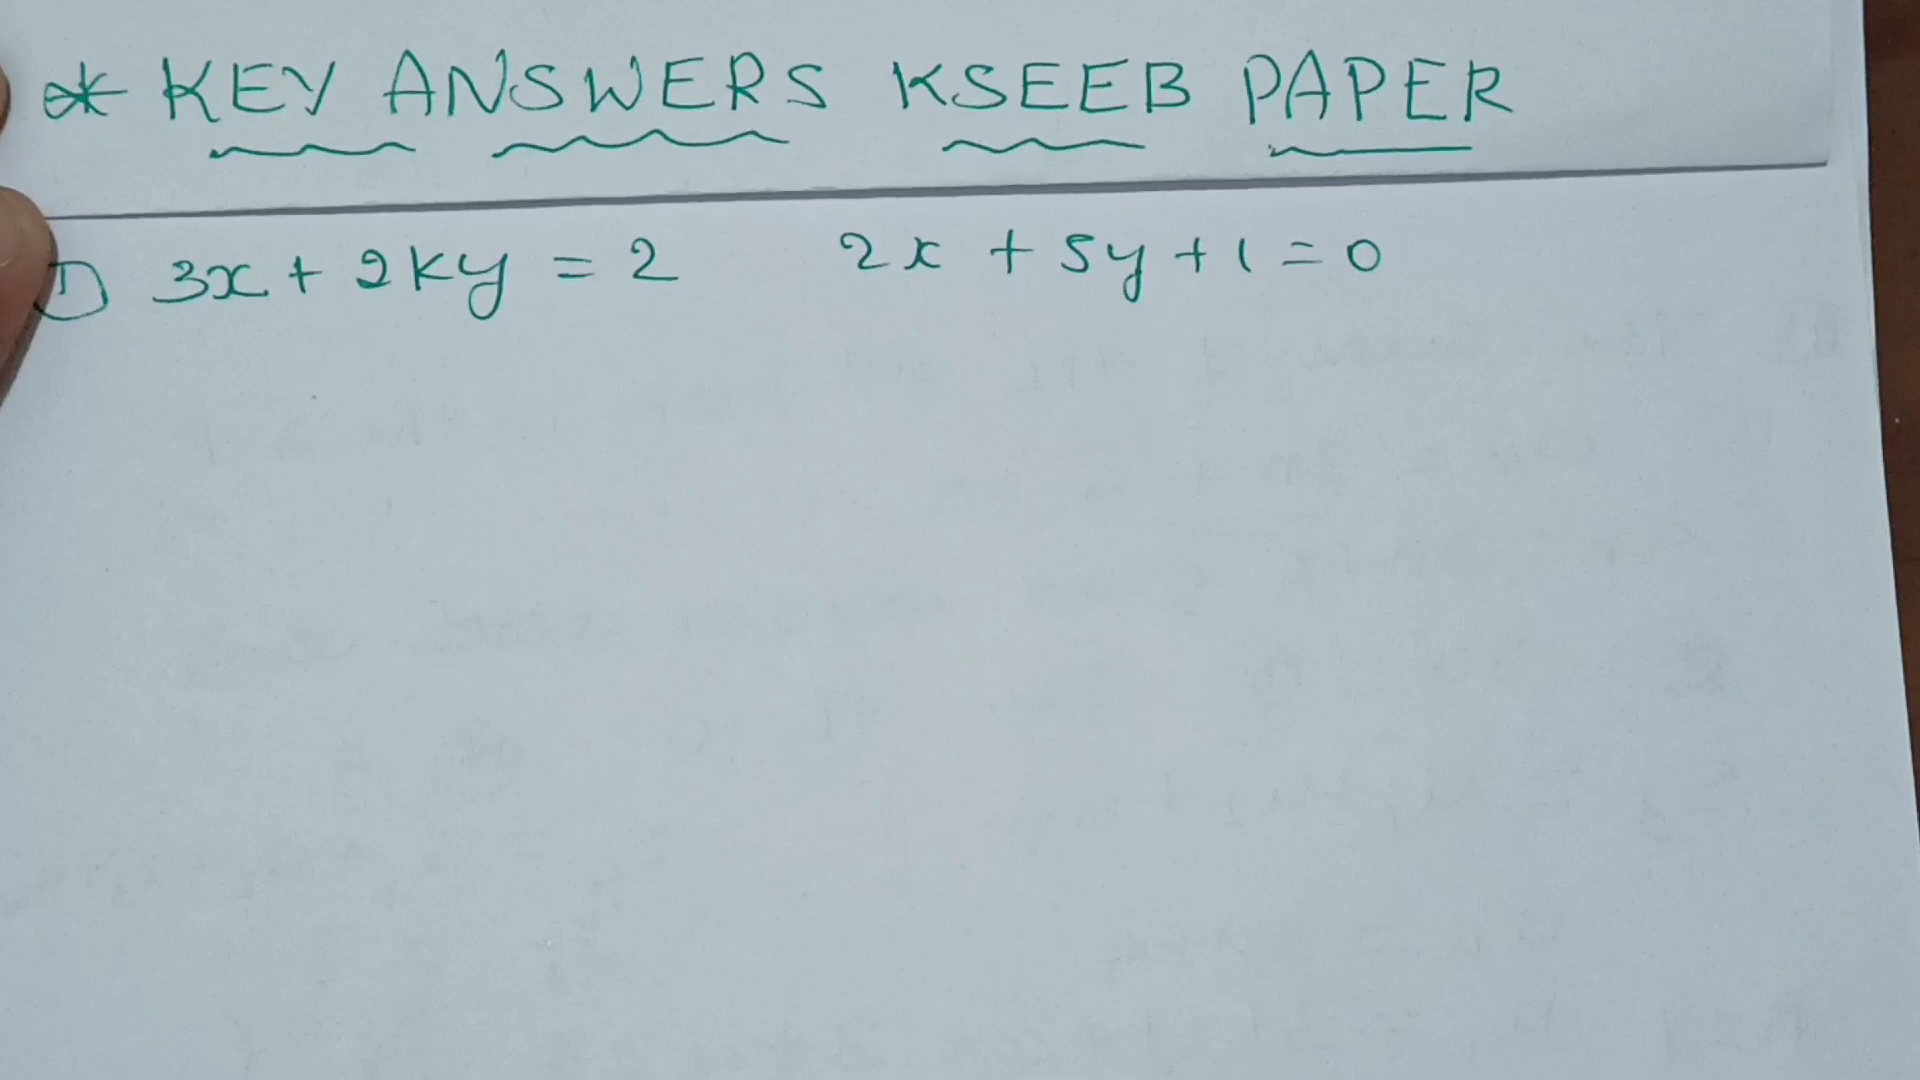 * KEY ANSWERS KSEEB PAPER
1) 3x + 2ky = 2 2x + 5y + 1 = 0